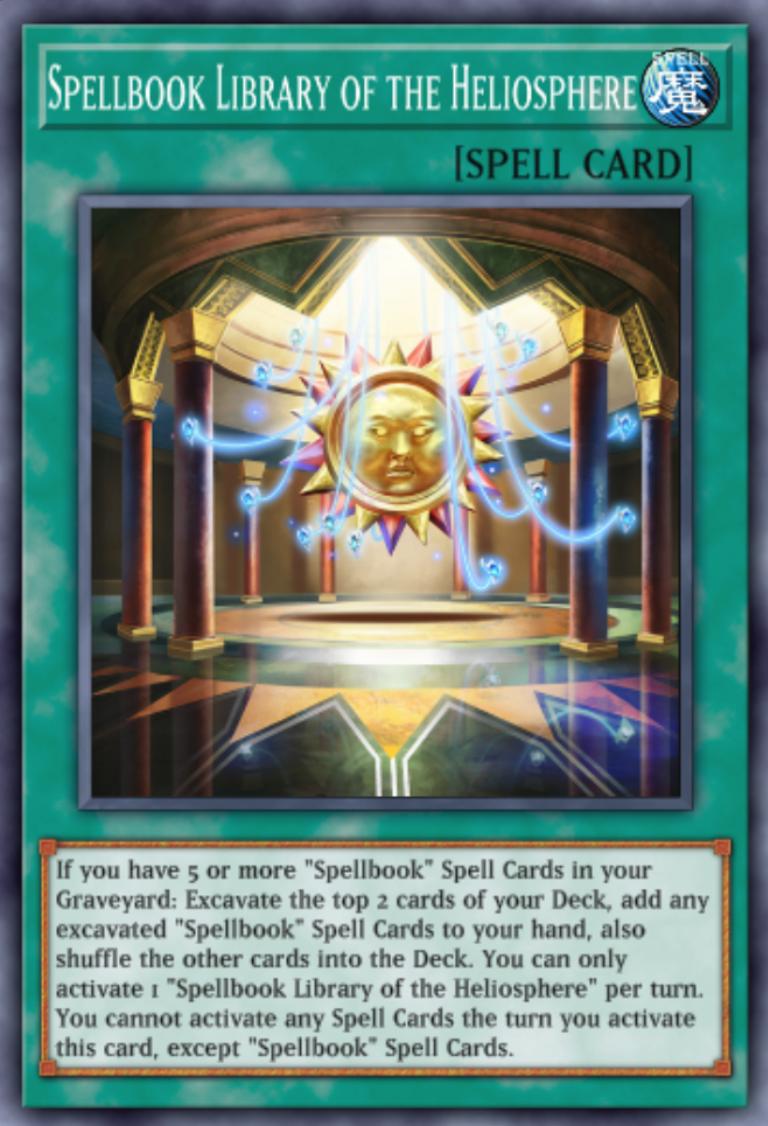 SPELLBOOK LIBRARY OF THE HELIOSPHERE
SPELL
魔
[SPELL CARD]
If you have 5 or more "Spellbook" Spell Cards in your
Graveyard: Excavate the top 2 cards of your Deck, add any
excavated "Spellbook" Spell Cards to your hand, also
shuffle the other cards into the Deck. You can only
activate 1 "Spellbook Library of the Heliosphere" per turn.
You cannot activate any Spell Cards the turn you activate
this card, except "Spellbook" Spell Cards.